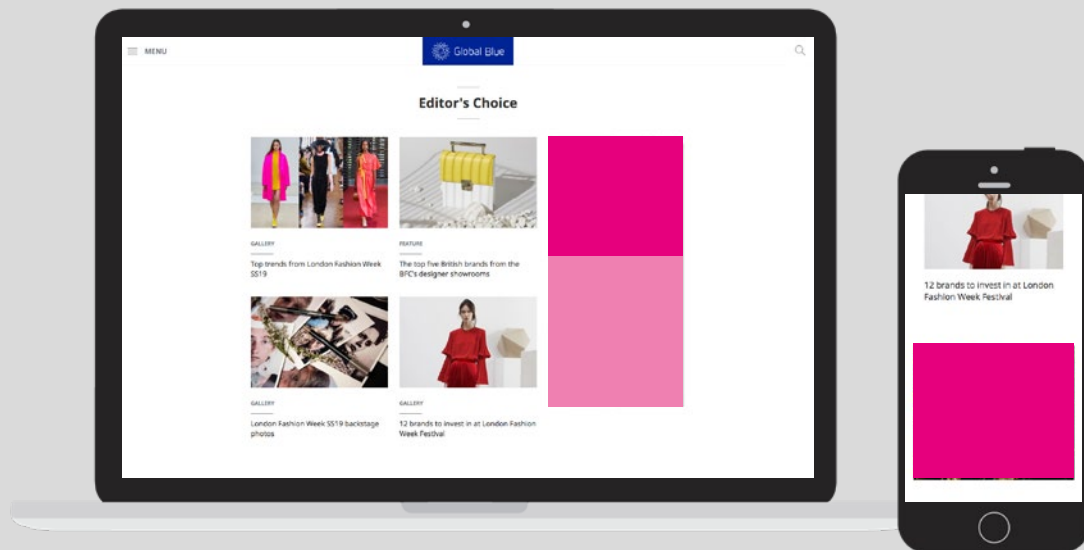 MENU
Global Blue
Editor's Choice
GALLERY
Top trends from London Fashion Week
SS19
FEATURE
The top five British brands from the
BFC's designer showrooms
GALLERY
London Fashion Week SS19 backstage
photos
GALLERY
12 brands to invest in at London Fashion
Week Festival
12 brands to invest in at London
Fashion Week Festival